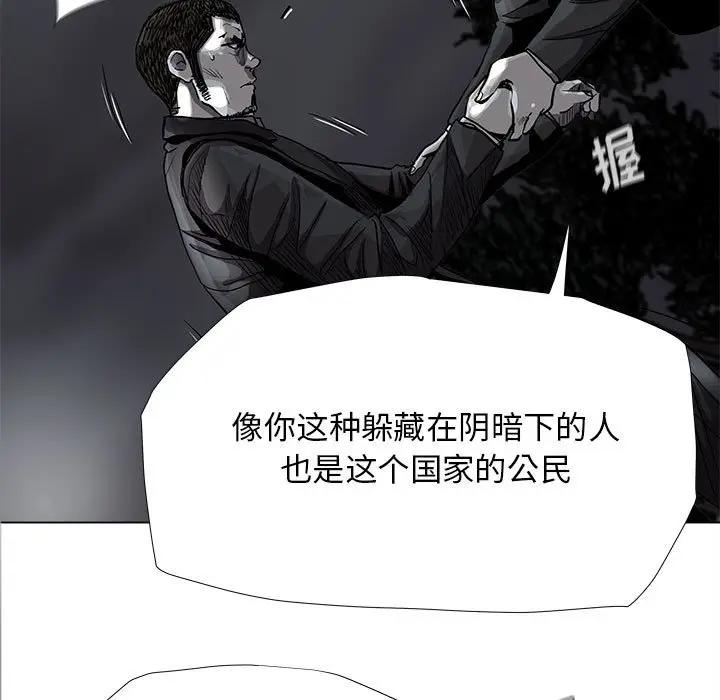 握
像你这种躲藏在阴暗下的人
也是这个国家的公民